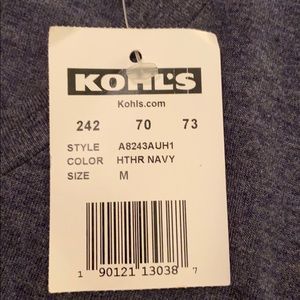 KOHL'S
Kohls.com
242 70 73
STYLE A8243AUH1
COLOR HTHR NAVY
SIZE M
1 90121 13038 7